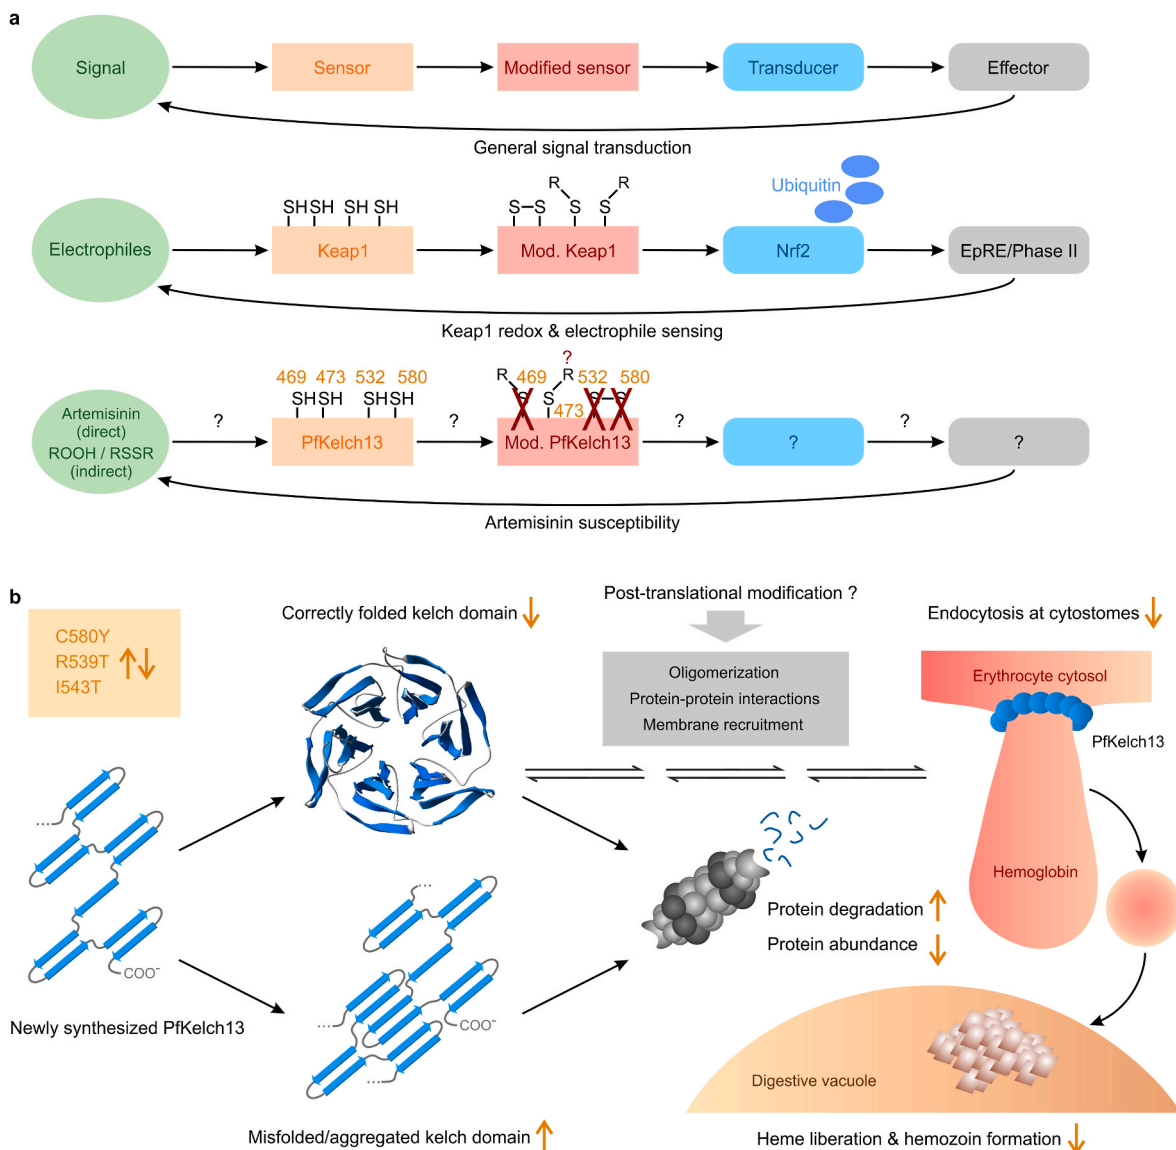 a
Signal
Sensor
Modified sensor
Transducer
Effector
General signal transduction
SH SH SH SH
S–S S R S R
Ubiquitin
Electrophiles
Keap1
Mod. Keap1
Nrf2
EpRE/Phase II
Keap1 redox & electrophile sensing
469 473 532 580
SH SH SH SH
?
R S 469 S R 473 532 S–S 580
Artemisinin
(direct)
ROOH / RSSR
(indirect)
?
PfKelch13
?
Mod. PfKelch13
?
?
?
?
Artemisinin susceptibility
b
C580Y
R539T
I543T
Correctly folded kelch domain
Post-translational modification ?
Oligomerization
Protein-protein interactions
Membrane recruitment
Endocytosis at cytostomes
Erythrocyte cytosol
PfKelch13
Hemoglobin
COO⁻
Newly synthesized PfKelch13
COO⁻
Misfolded/aggregated kelch domain
Protein degradation
Protein abundance
Digestive vacuole
Heme liberation & hemozoin formation